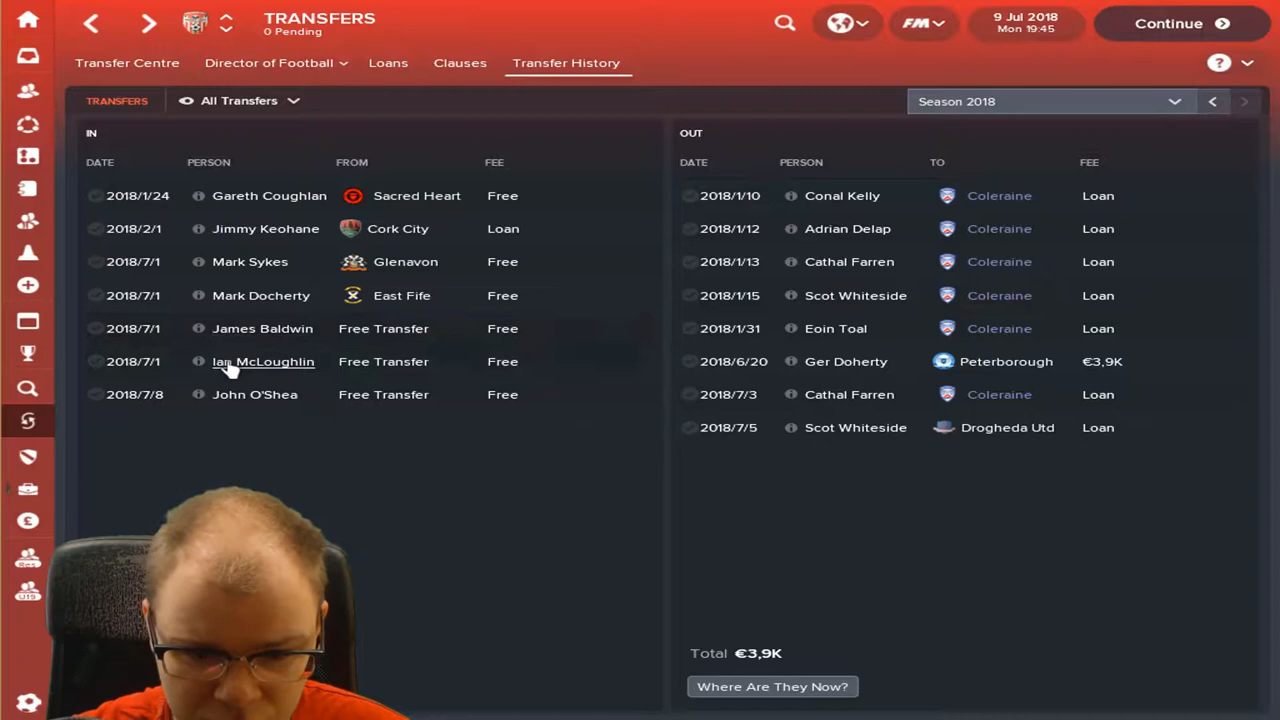 TRANSFERS
0 Pending
FM
9 Jul 2018
Mon 19:45
Continue
Transfer Centre Director of Football Loans Clauses Transfer History
?
TRANSFERS All Transfers Season 2018
IN
DATE PERSON FROM FEE
2018/1/24 Gareth Coughlan Sacred Heart Free
2018/2/1 Jimmy Keohane Cork City Loan
2018/7/1 Mark Sykes Glenavon Free
2018/7/1 Mark Docherty East Fife Free
2018/7/1 James Baldwin Free Transfer Free
2018/7/1 Ian McLoughlin Free Transfer Free
2018/7/8 John O'Shea Free Transfer Free
OUT
DATE PERSON TO FEE
2018/1/10 Conal Kelly Coleraine Loan
2018/1/12 Adrian Delap Coleraine Loan
2018/1/13 Cathal Farren Coleraine Loan
2018/1/15 Scot Whiteside Coleraine Loan
2018/1/31 Eoin Toal Coleraine Loan
2018/6/20 Ger Doherty Peterborough €3,9K
2018/7/3 Cathal Farren Coleraine Loan
2018/7/5 Scot Whiteside Drogheda Utd Loan
Total €3,9K
Where Are They Now?
Res
U19